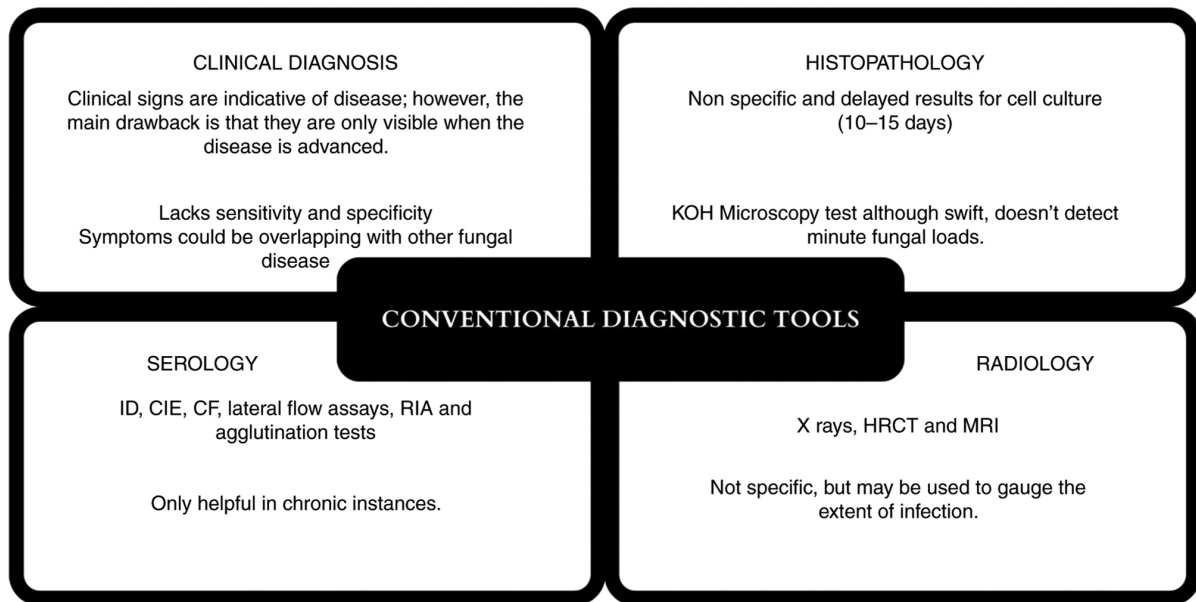 CLINICAL DIAGNOSIS
Clinical signs are indicative of disease; however, the
main drawback is that they are only visible when the
disease is advanced.
Lacks sensitivity and specificity
Symptoms could be overlapping with other fungal
disease
HISTOPATHOLOGY
Non specific and delayed results for cell culture
(10–15 days)
KOH Microscopy test although swift, doesn't detect
minute fungal loads.
CONVENTIONAL DIAGNOSTIC TOOLS
SEROLOGY
ID, CIE, CF, lateral flow assays, RIA and
agglutination tests
Only helpful in chronic instances.
RADIOLOGY
X rays, HRCT and MRI
Not specific, but may be used to gauge the
extent of infection.